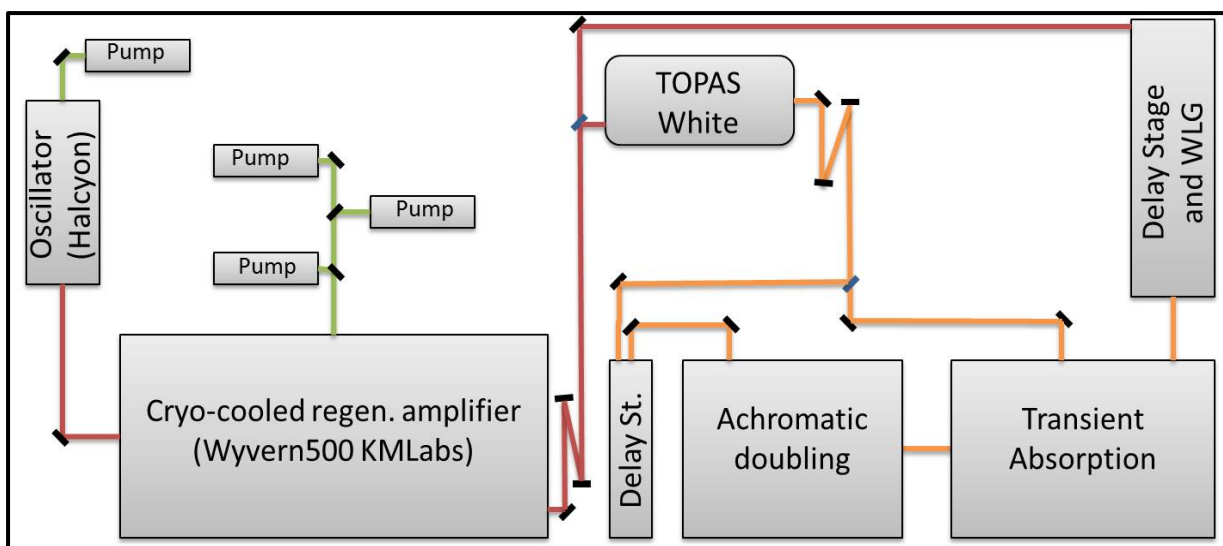 Pump
Oscillator
(Halcyon)
Pump
Pump
Pump
TOPAS
White
Delay Stage
and WLG
Cryo-cooled regen. amplifier
(Wyvern500 KMLabs)
Delay St.
Achromatic
doubling
Transient
Absorption